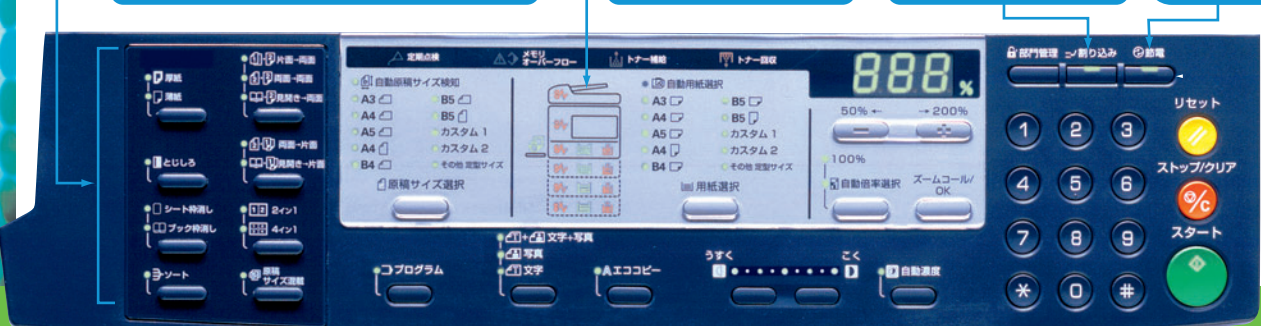 定期点検
メモリ
オーバーフロー
トナー補給
トナー回収
部門管理
割り込み
節電
厚紙
薄紙
片面→両面
両面→両面
見開き→両面
とじしろ
両面→片面
見開き→片面
シート枠消し
ブック枠消し
2イン1
4イン1
ソート
原稿
サイズ混載
自動原稿サイズ検知
A3
A4
A5
A4
B4
B5
B5
カスタム 1
カスタム 2
その他 定型サイズ
原稿サイズ選択
自動用紙選択
A3
A4
A5
A4
B4
B5
B5
カスタム 1
カスタム 2
その他 定型サイズ
用紙選択
888 %
50% ← → 200%
100%
自動倍率選択
ズームコール/
OK
プログラム
文字+写真
写真
文字
Aエココピー
うすく こく
自動濃度
1 2 3
4 5 6
7 8 9
* 0 #
リセット
ストップ/クリア
/C
スタート